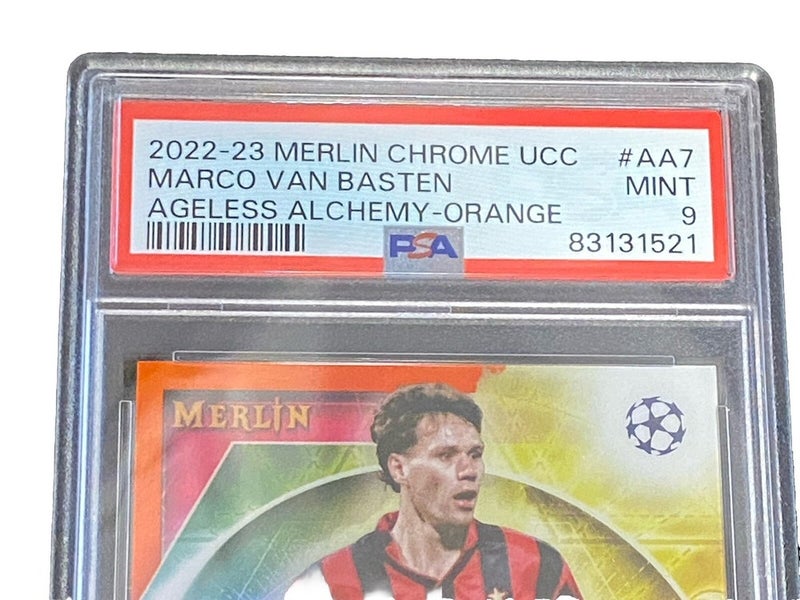 2022-23 MERLIN CHROME UCC #AA7
MARCO VAN BASTEN MINT
AGELESS ALCHEMY-ORANGE 9
PSA 83131521
MERLIN